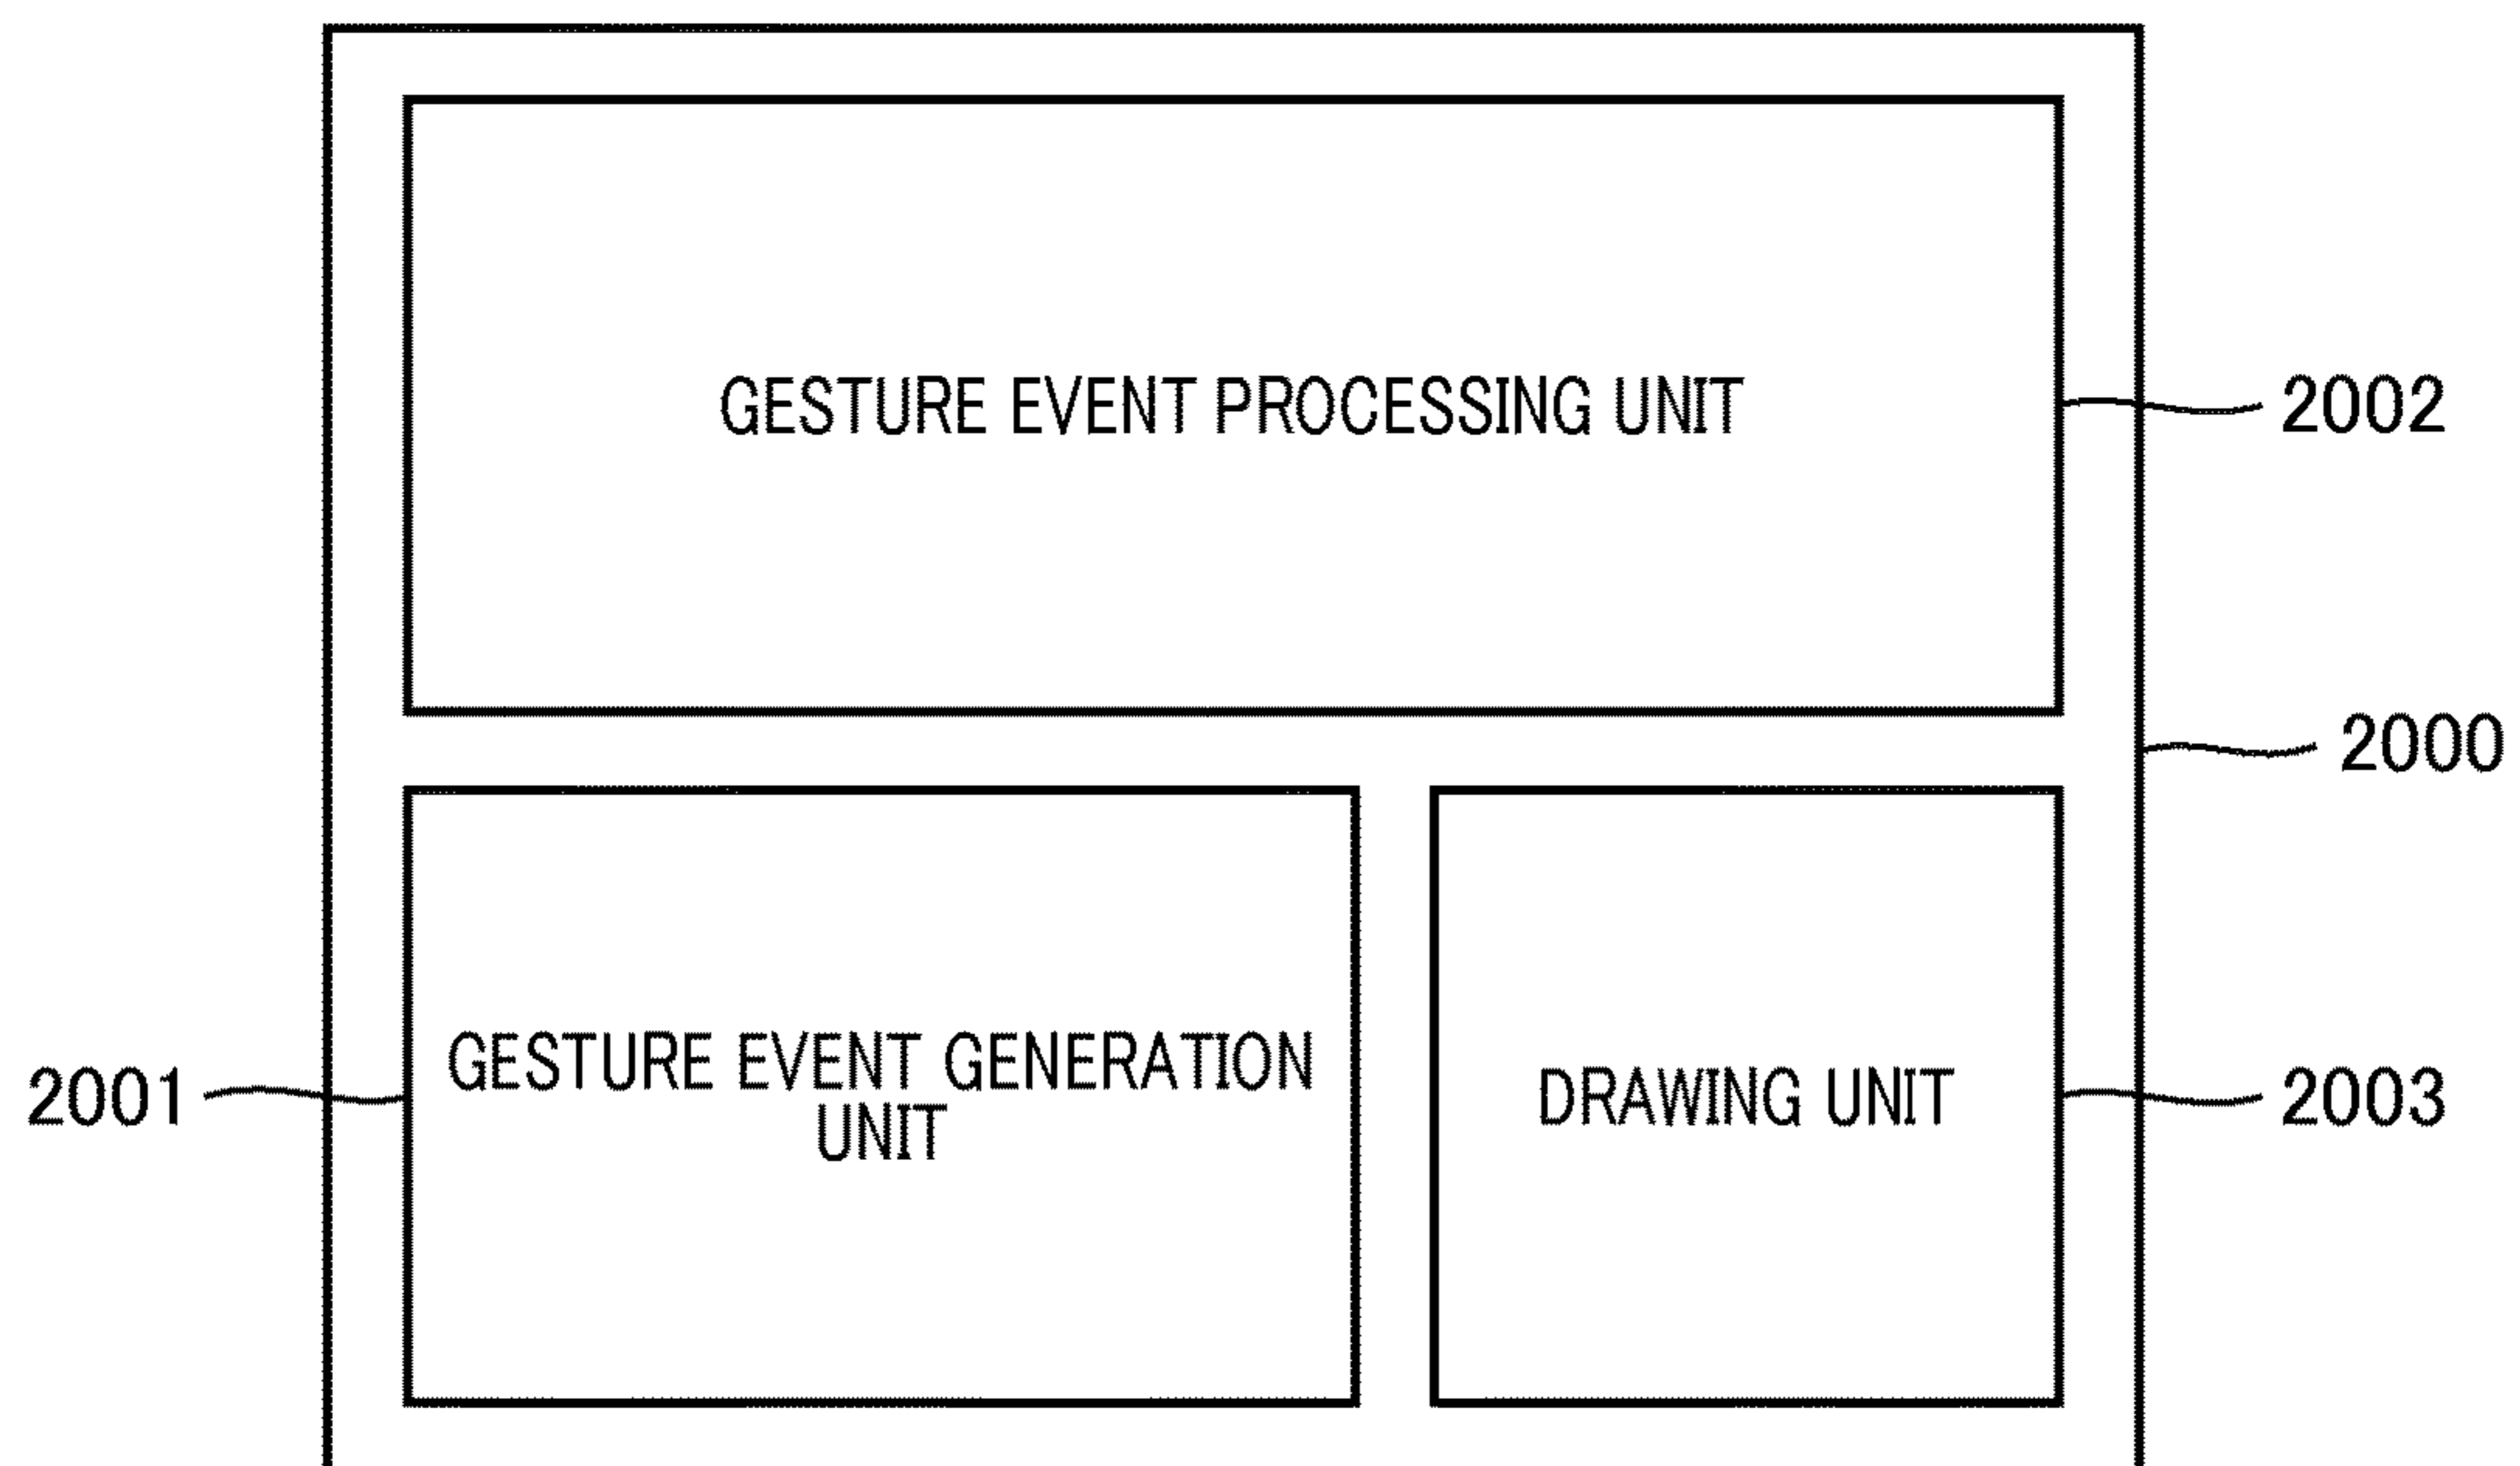 GESTURE EVENT PROCESSING UNIT
2002
2000
2001
GESTURE EVENT GENERATION
UNIT
DRAWING UNIT
2003